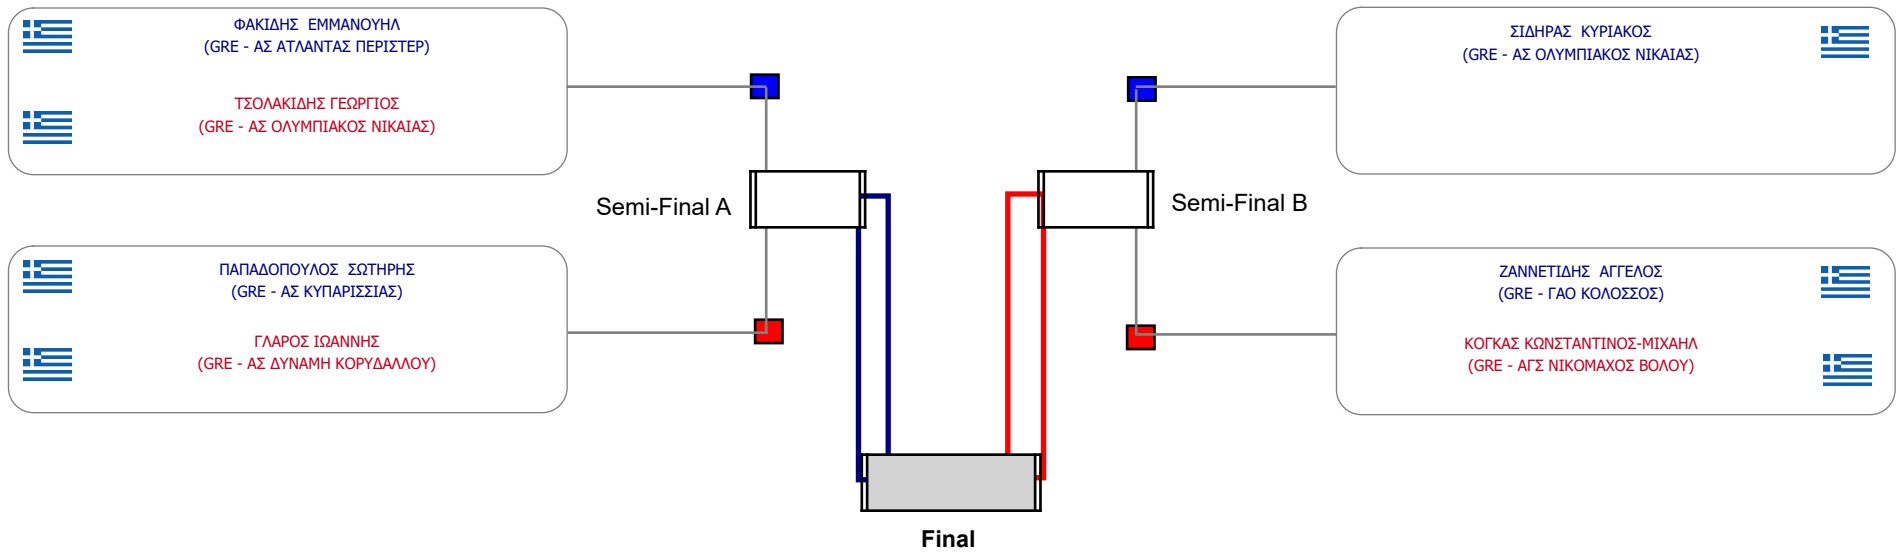 ΦΑΚΙΔΗΣ ΕΜΜΑΝΟΥΗΛ
(GRE - ΑΣ ΑΤΛΑΝΤΑΣ ΠΕΡΙΣΤΕΡ)
ΤΣΟΛΑΚΙΔΗΣ ΓΕΩΡΓΙΟΣ
(GRE - ΑΣ ΟΛΥΜΠΙΑΚΟΣ ΝΙΚΑΙΑΣ)
Semi-Final A
ΠΑΠΑΔΟΠΟΥΛΟΣ ΣΩΤΗΡΗΣ
(GRE - ΑΣ ΚΥΠΑΡΙΣΣΙΑΣ)
ΓΛΑΡΟΣ ΙΩΑΝΝΗΣ
(GRE - ΑΣ ΔΥΝΑΜΗ ΚΟΡΥΔΑΛΛΟΥ)
ΣΙΔΗΡΑΣ ΚΥΡΙΑΚΟΣ
(GRE - ΑΣ ΟΛΥΜΠΙΑΚΟΣ ΝΙΚΑΙΑΣ)
Semi-Final B
ΖΑΝΝΕΤΙΔΗΣ ΑΓΓΕΛΟΣ
(GRE - ΓΑΟ ΚΟΛΟΣΣΟΣ)
ΚΟΓΚΑΣ ΚΩΝΣΤΑΝΤΙΝΟΣ-ΜΙΧΑΗΛ
(GRE - ΑΓΣ ΝΙΚΟΜΑΧΟΣ ΒΟΛΟΥ)
Final